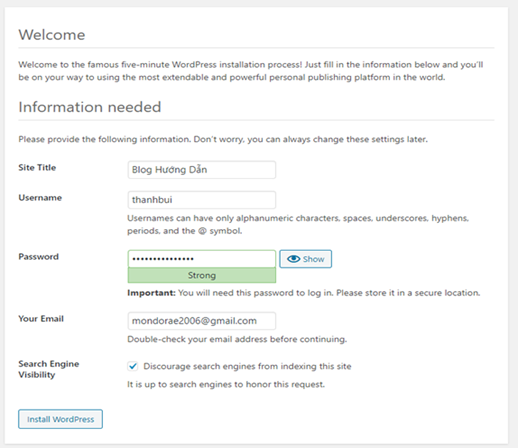 Welcome
Welcome to the famous five-minute WordPress installation process! Just fill in the information below and you'll
be on your way to using the most extendable and powerful personal publishing platform in the world.
Information needed
Please provide the following information. Don't worry, you can always change these settings later.
Site Title
Blog Hướng Dẫn
Username
thanhbui
Usernames can have only alphanumeric characters, spaces, underscores, hyphens,
periods, and the @ symbol.
Password
•••••••••••••••
Show
Strong
Important: You will need this password to log in. Please store it in a secure location.
Your Email
mondorae2006@gmail.com
Double-check your email address before continuing.
Search Engine
Visibility
Discourage search engines from indexing this site
It is up to search engines to honor this request.
Install WordPress